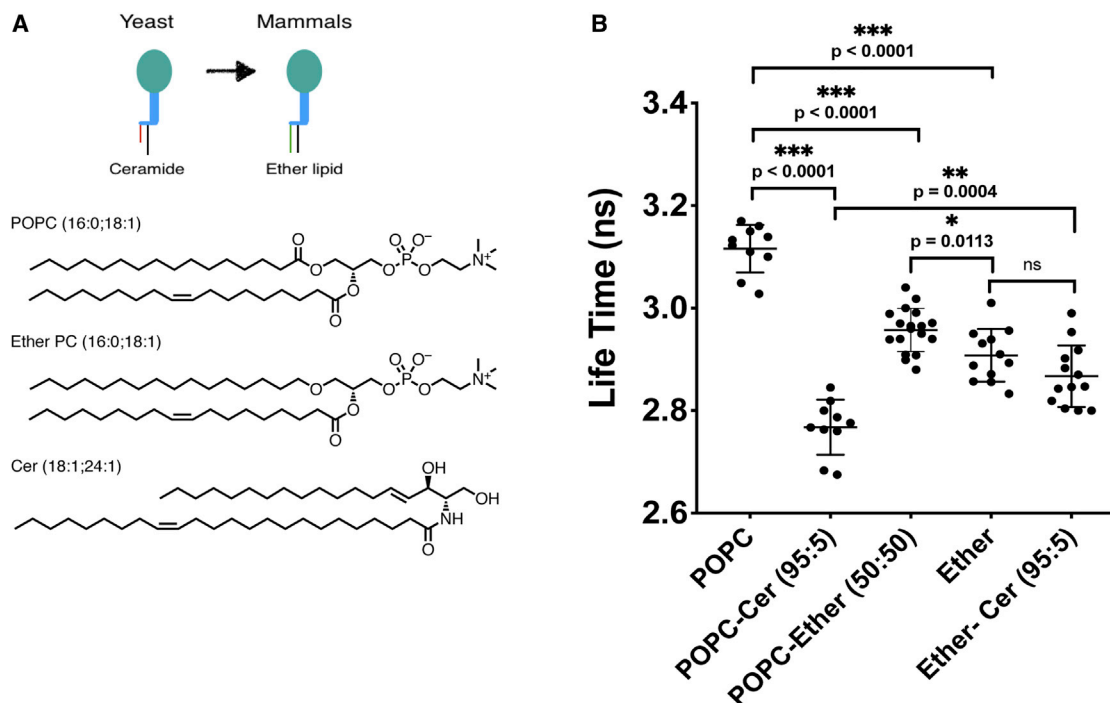 A
Yeast
Mammals
Ceramide
Ether lipid
POPC (16:0;18:1)
O
O
O
O
O
P
O⁻
O
N⁺
Ether PC (16:0;18:1)
O
O
O
O
P
O⁻
O
N⁺
Cer (18:1;24:1)
OH
OH
NH
O
B
***
p < 0.0001
***
p < 0.0001
***
p < 0.0001
**
p = 0.0004
*
p = 0.0113
ns
Life Time (ns)
3.4
3.2
3.0
2.8
2.6
POPC
POPC-Cer (95:5)
POPC-Ether (50:50)
Ether
Ether- Cer (95:5)